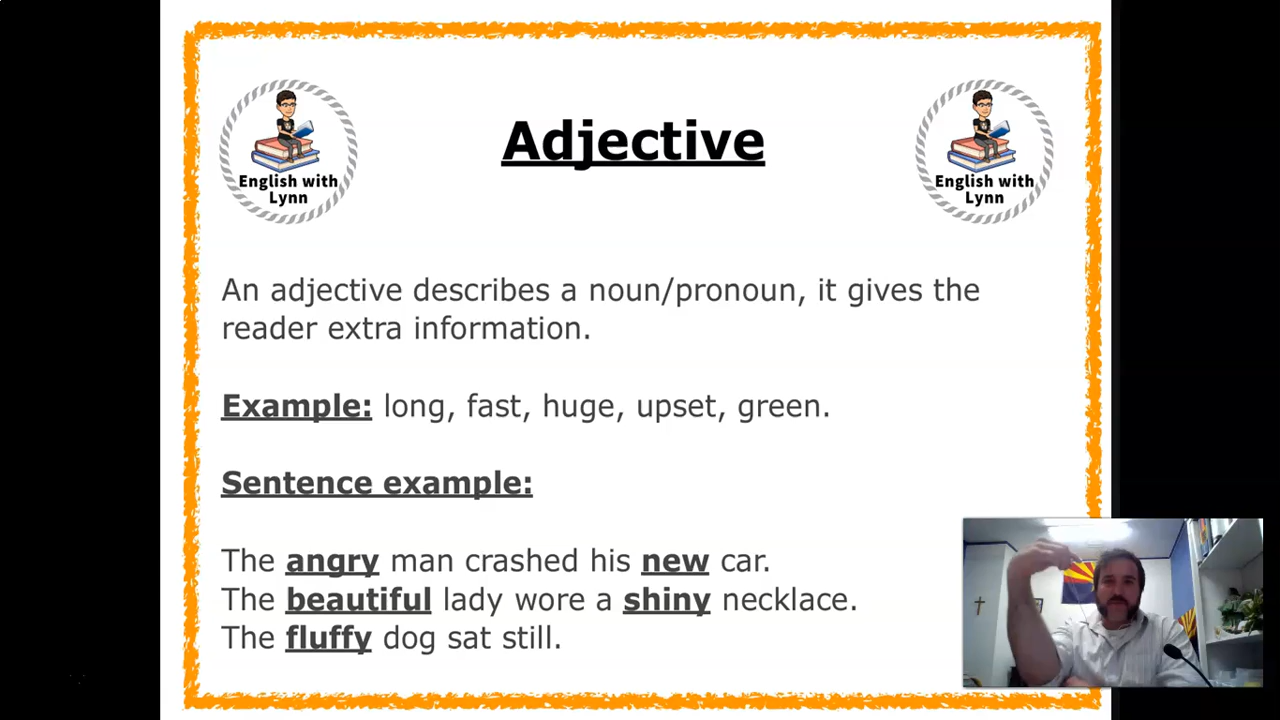 Adjective
English with
Lynn
English with
Lynn
An adjective describes a noun/pronoun, it gives the
reader extra information.
Example: long, fast, huge, upset, green.
Sentence example:
The angry man crashed his new car.
The beautiful lady wore a shiny necklace.
The fluffy dog sat still.